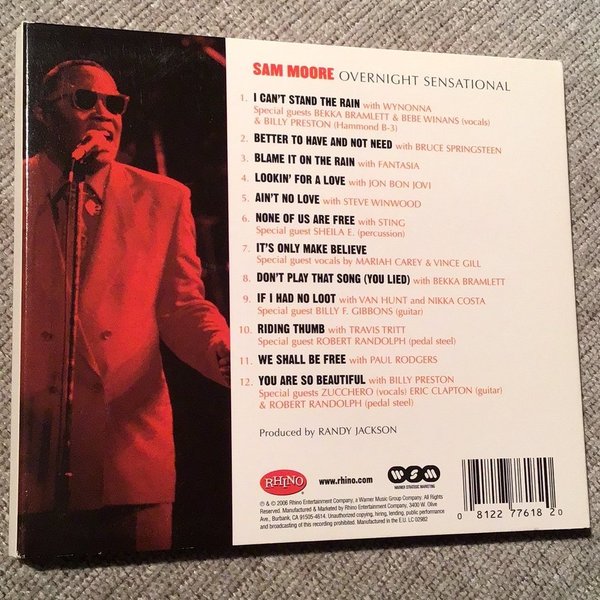 SAM MOORE OVERNIGHT SENSATIONAL
1. I CAN'T STAND THE RAIN with WYNONNA
Special guests BEKKA BRAMLETT & BEBE WINANS (vocals)
& BILLY PRESTON (Hammond B-3)
2. BETTER TO HAVE AND NOT NEED with BRUCE SPRINGSTEEN
3. BLAME IT ON THE RAIN with FANTASIA
4. LOOKIN' FOR A LOVE with JON BON JOVI
5. AIN'T NO LOVE with STEVE WINWOOD
6. NONE OF US ARE FREE with STING
Special guest SHEILA E. (percussion)
7. IT'S ONLY MAKE BELIEVE
Special guest vocals by MARIAH CAREY & VINCE GILL
8. DON'T PLAY THAT SONG (YOU LIED) with BEKKA BRAMLETT
9. IF I HAD NO LOOT with VAN HUNT and NIKKA COSTA
Special guest BILLY F. GIBBONS (guitar)
10. RIDING THUMB with TRAVIS TRITT
Special guest ROBERT RANDOLPH (pedal steel)
11. WE SHALL BE FREE with PAUL RODGERS
12. YOU ARE SO BEAUTIFUL with BILLY PRESTON
Special guests ZUCCHERO (vocals) ERIC CLAPTON (guitar)
& ROBERT RANDOLPH (pedal steel)
Produced by RANDY JACKSON
RHINO www.rhino.com WSM
WARNER STRATEGIC MARKETING
℗ & © 2006 Rhino Entertainment Company, a Warner Music Group Company. All Rights
Reserved. Manufactured & Marketed by Rhino Entertainment Company, 3400 W. Olive
Ave., Burbank, CA 91505-4614. Unauthorized copying, hiring, lending, public performance
and broadcasting of this recording prohibited. Manufactured in the E.U. LC 02982
0 81227 7618 2 0